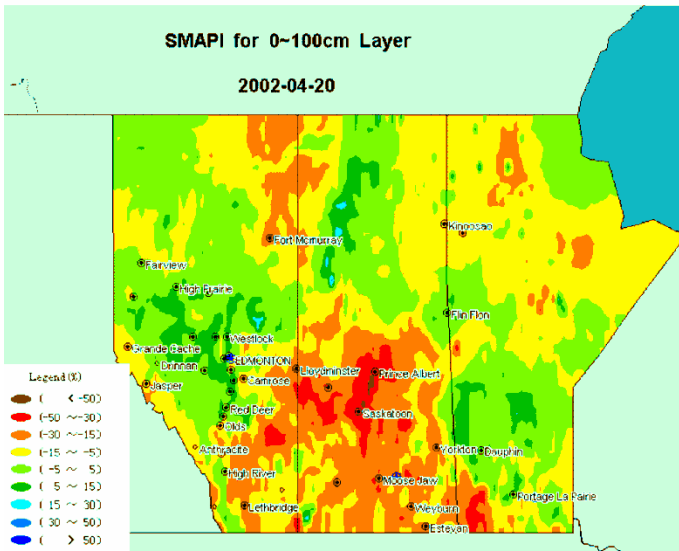 SMAPI for 0~100cm Layer
2002-04-20
Kinoosao
Fort Mcmurray
Fairview
High Prairie
Flin Flon
Westlock
Grande Cache
EDMONTON
Drinnan
Lloydminster
Prince Albert
Jasper
Camrose
Red Deer
Saskatoon
Olds
Anthracite
Yorkton
Dauphin
High River
Moose Jaw
Portage La Pairie
Lethbridge
Weyburn
Estevan
Legend (%)
( < -50)
(-50 ~ -30)
(-30 ~ -15)
(-15 ~ -5)
( -5 ~ 5)
( 5 ~ 15)
( 15 ~ 30)
( 30 ~ 50)
( > 50)